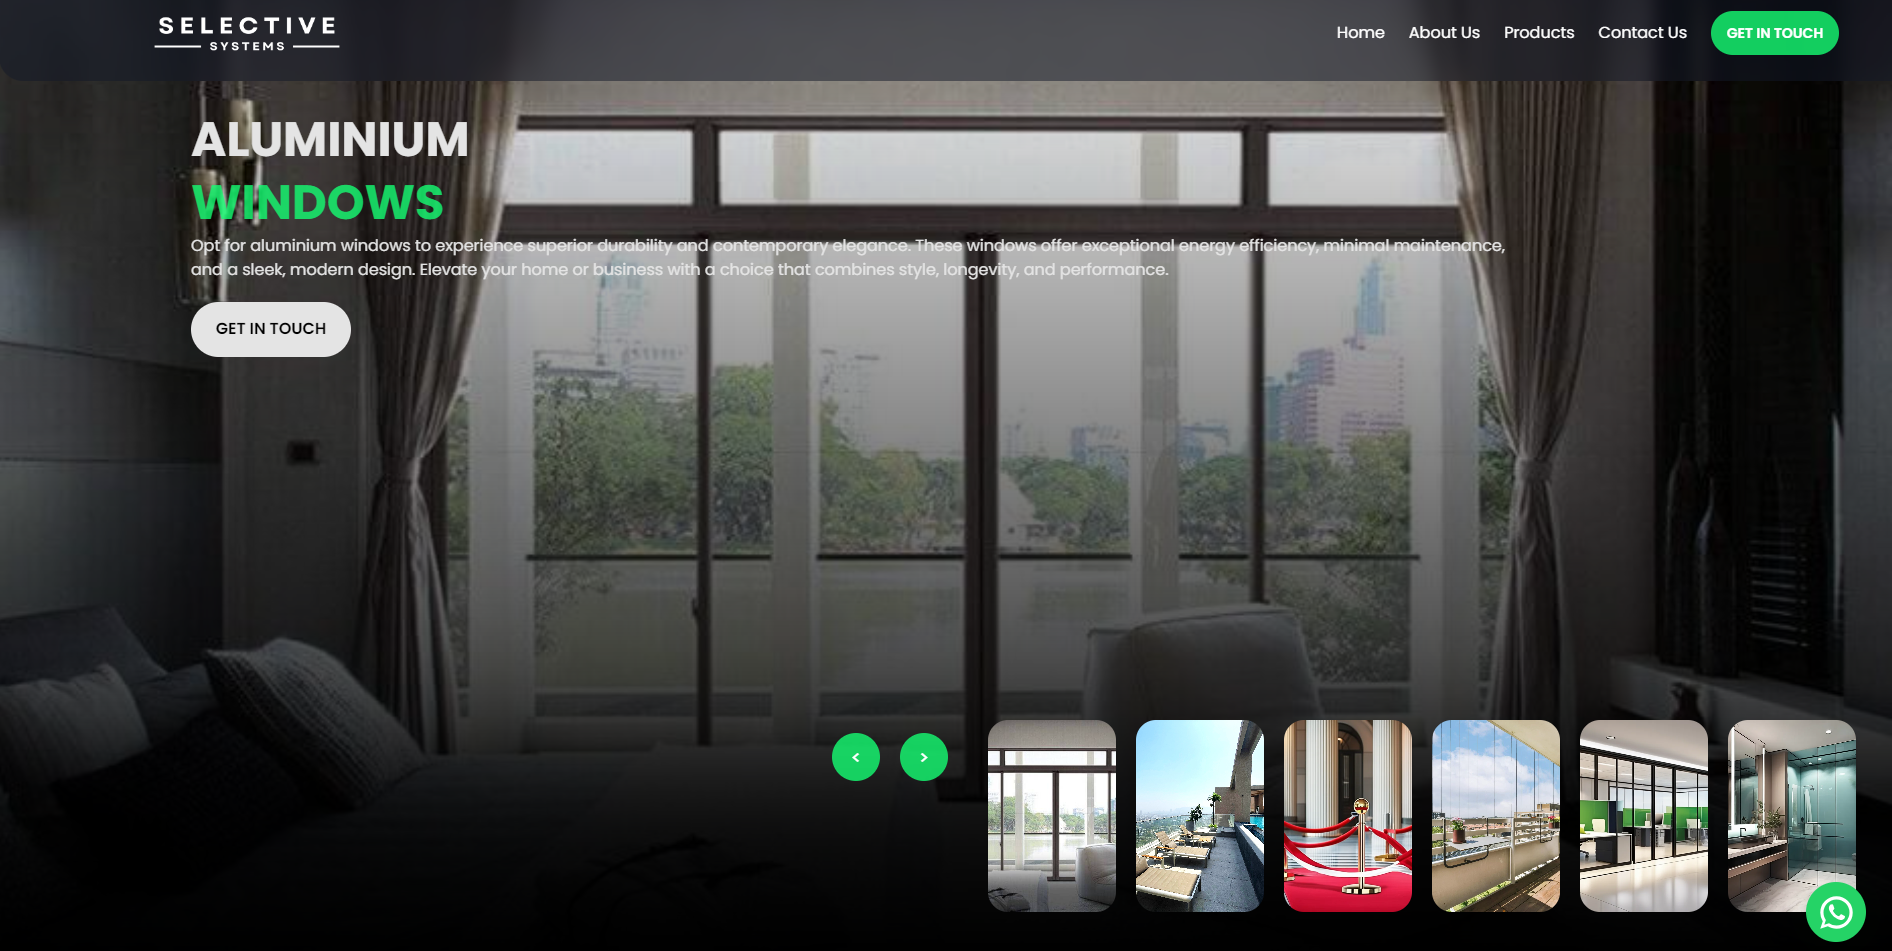 SELECTIVE
SYSTEMS
Home About Us Products Contact Us GET IN TOUCH
ALUMINIUM
WINDOWS
Opt for aluminium windows to experience superior durability and contemporary elegance. These windows offer exceptional energy efficiency, minimal maintenance,
and a sleek, modern design. Elevate your home or business with a choice that combines style, longevity, and performance.
GET IN TOUCH
< >